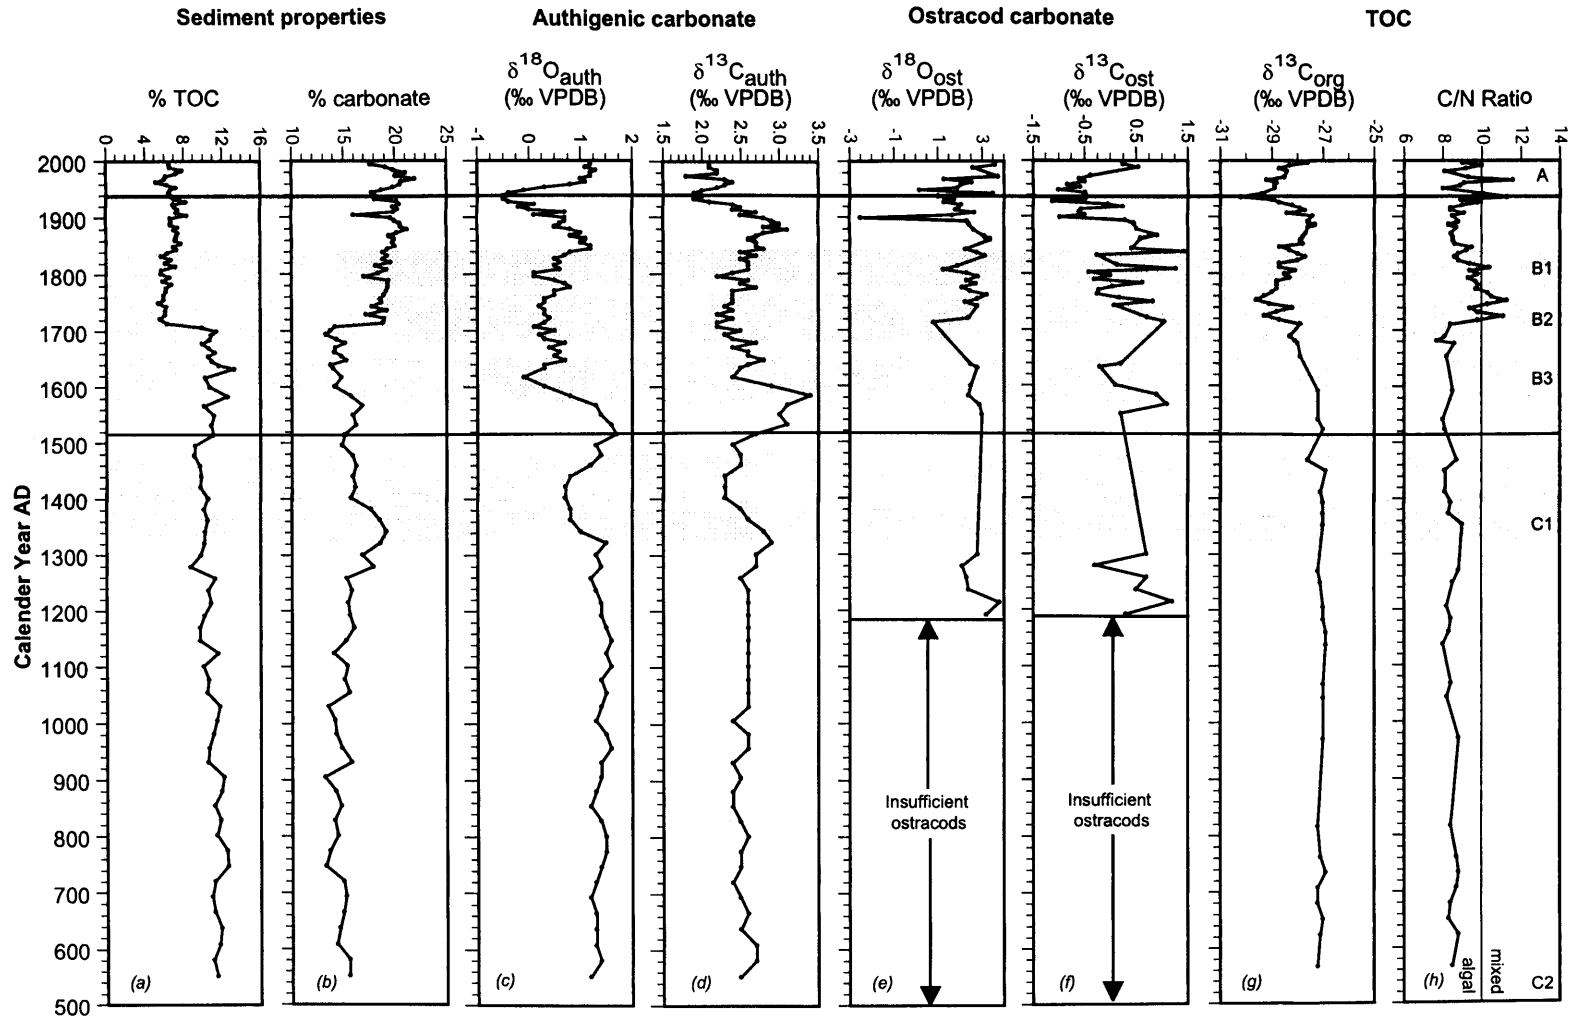 Sediment properties Authigenic carbonate Ostracod carbonate TOC
% TOC % carbonate δ18Oauth (‰ VPDB) δ13Cauth (‰ VPDB) δ18Oost (‰ VPDB) δ13Cost (‰ VPDB) δ13Corg (‰ VPDB) C/N Ratio
0 4 8 12 16 10 15 20 25 -1 0 1 2 1.5 2.0 2.5 3.0 3.5 -3 -1 1 3 -1.5 -0.5 0.5 1.5 -31 -29 -27 -25 6 8 10 12 14
2000
A
1900
1800
B1
1700
B2
1600
B3
1500
1400
C1
1300
1200
1100
1000
900
800
700
600
500
Calender Year AD
Insufficient
ostracods
Insufficient
ostracods
(a) (b) (c) (d) (e) (f) (g) (h) algal mixed C2